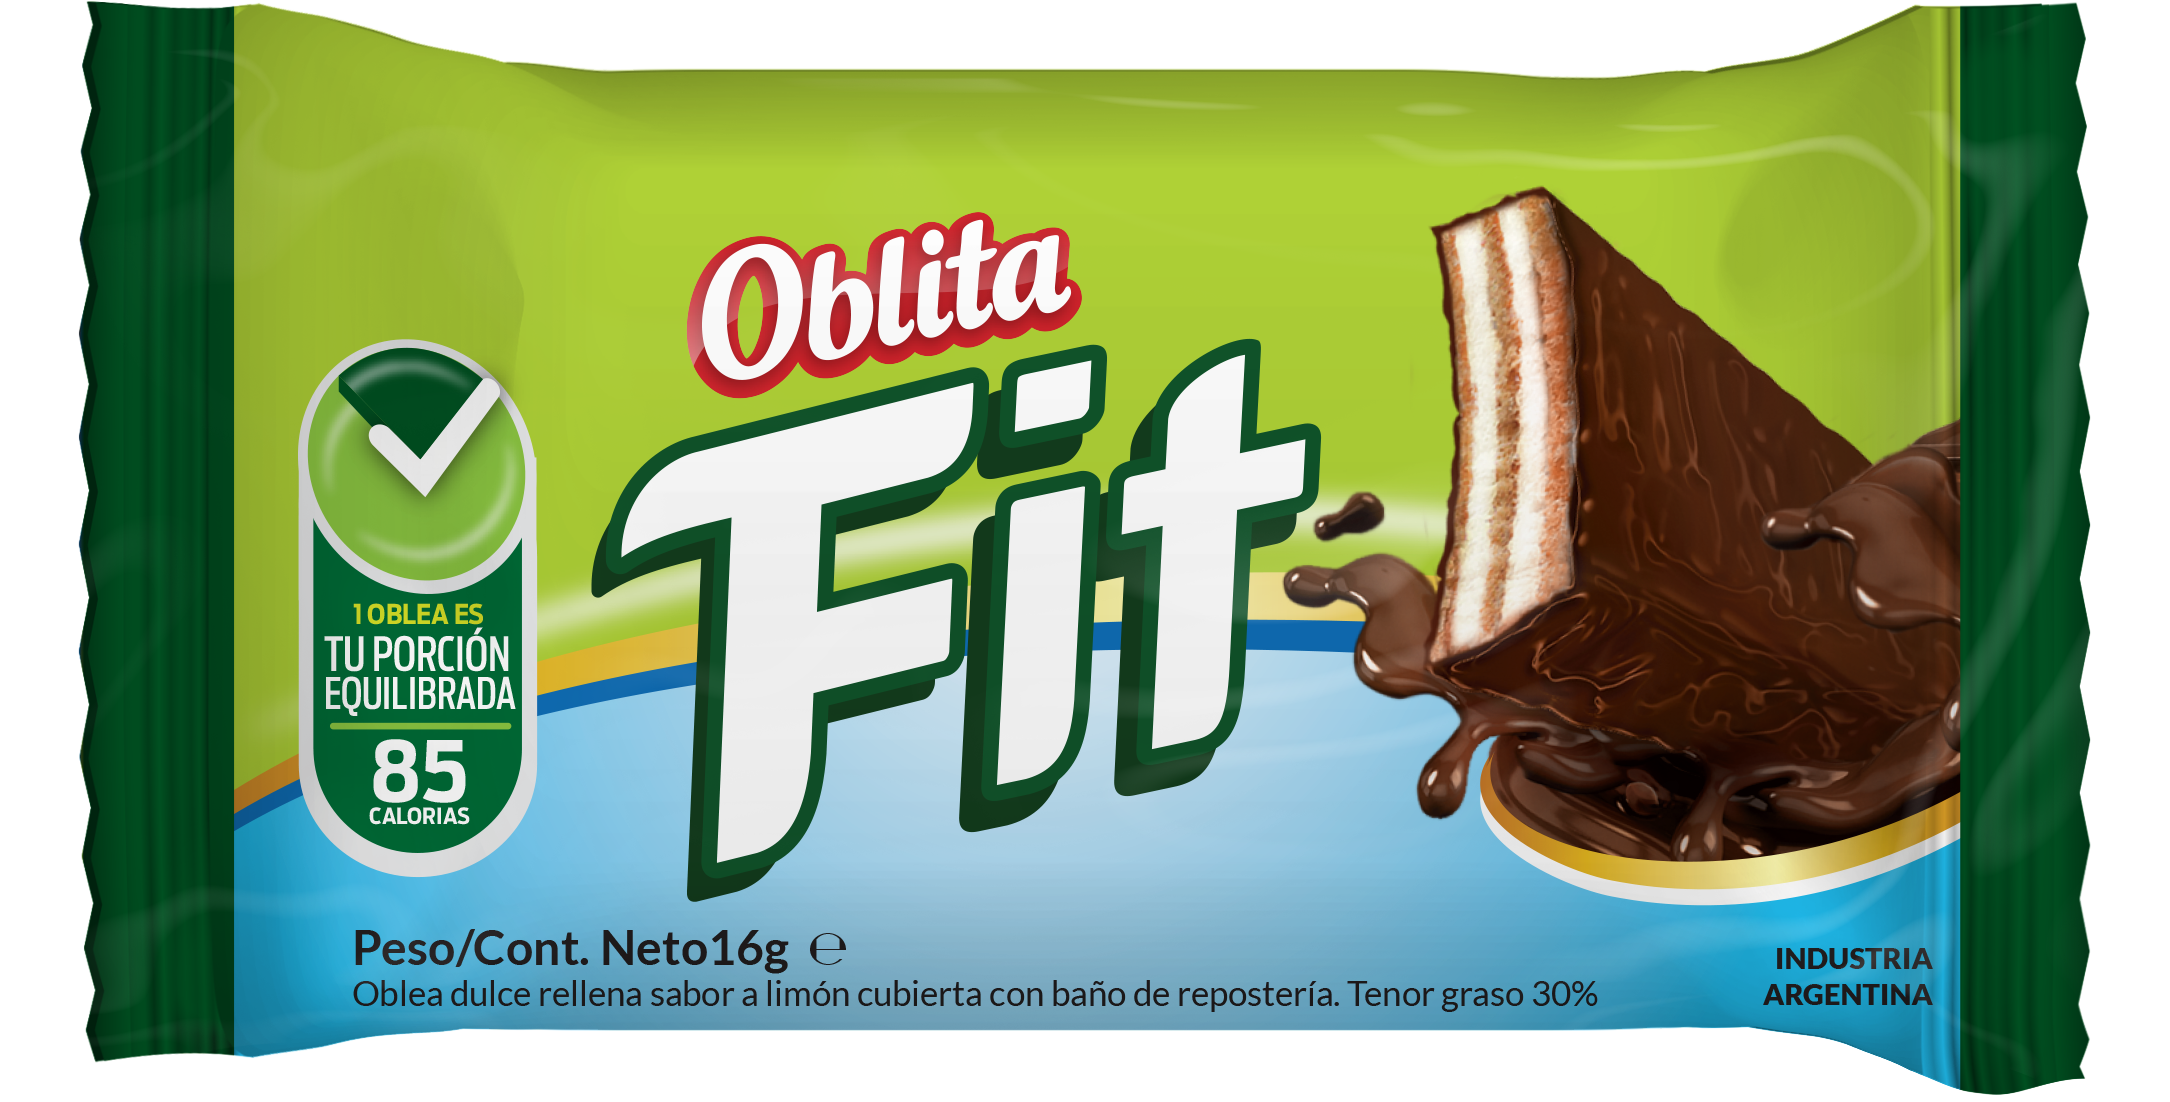 Oblita
Fit
1 OBLEA ES
TU PORCIÓN
EQUILIBRADA
85
CALORIAS
Peso/Cont. Neto16g ℮
Oblea dulce rellena sabor a limón cubierta con baño de repostería. Tenor graso 30%
INDUSTRIA
ARGENTINA